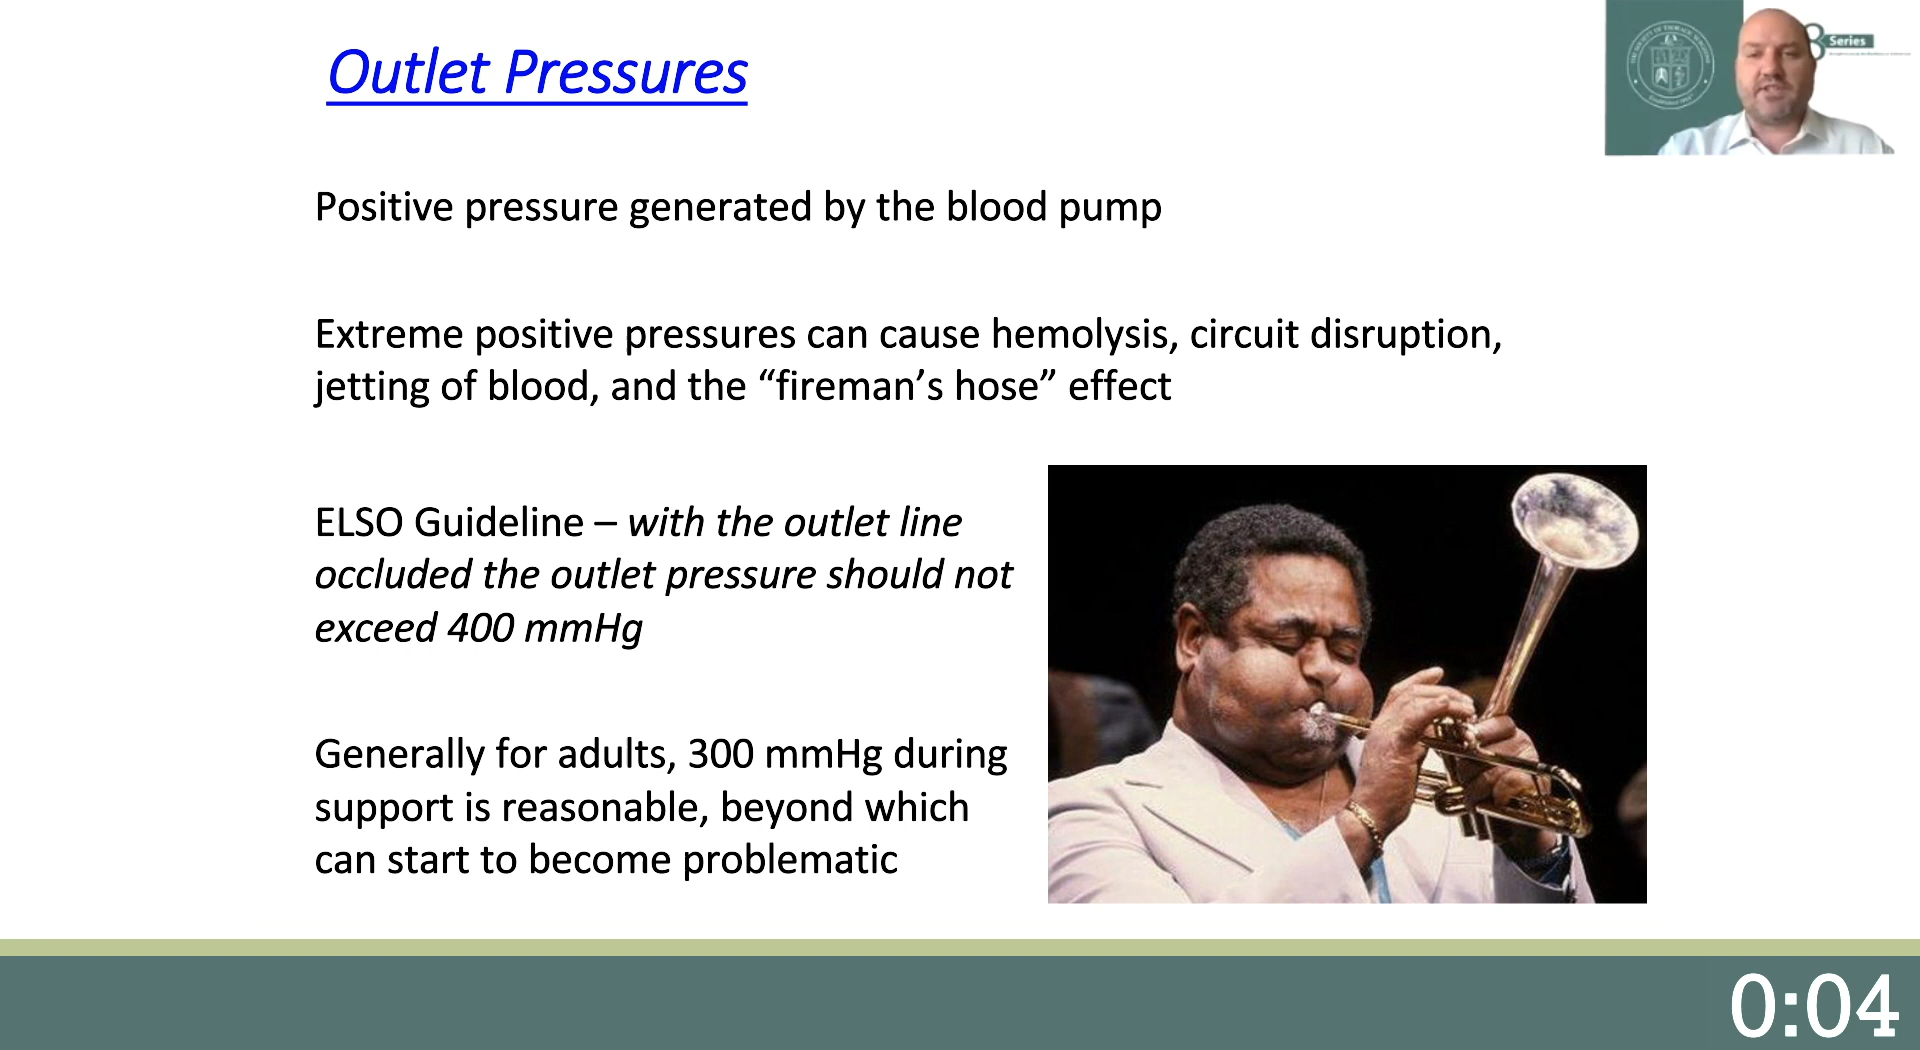 Outlet Pressures
Series
Positive pressure generated by the blood pump
Extreme positive pressures can cause hemolysis, circuit disruption,
jetting of blood, and the “fireman’s hose” effect
ELSO Guideline – with the outlet line
occluded the outlet pressure should not
exceed 400 mmHg
Generally for adults, 300 mmHg during
support is reasonable, beyond which
can start to become problematic
0:04